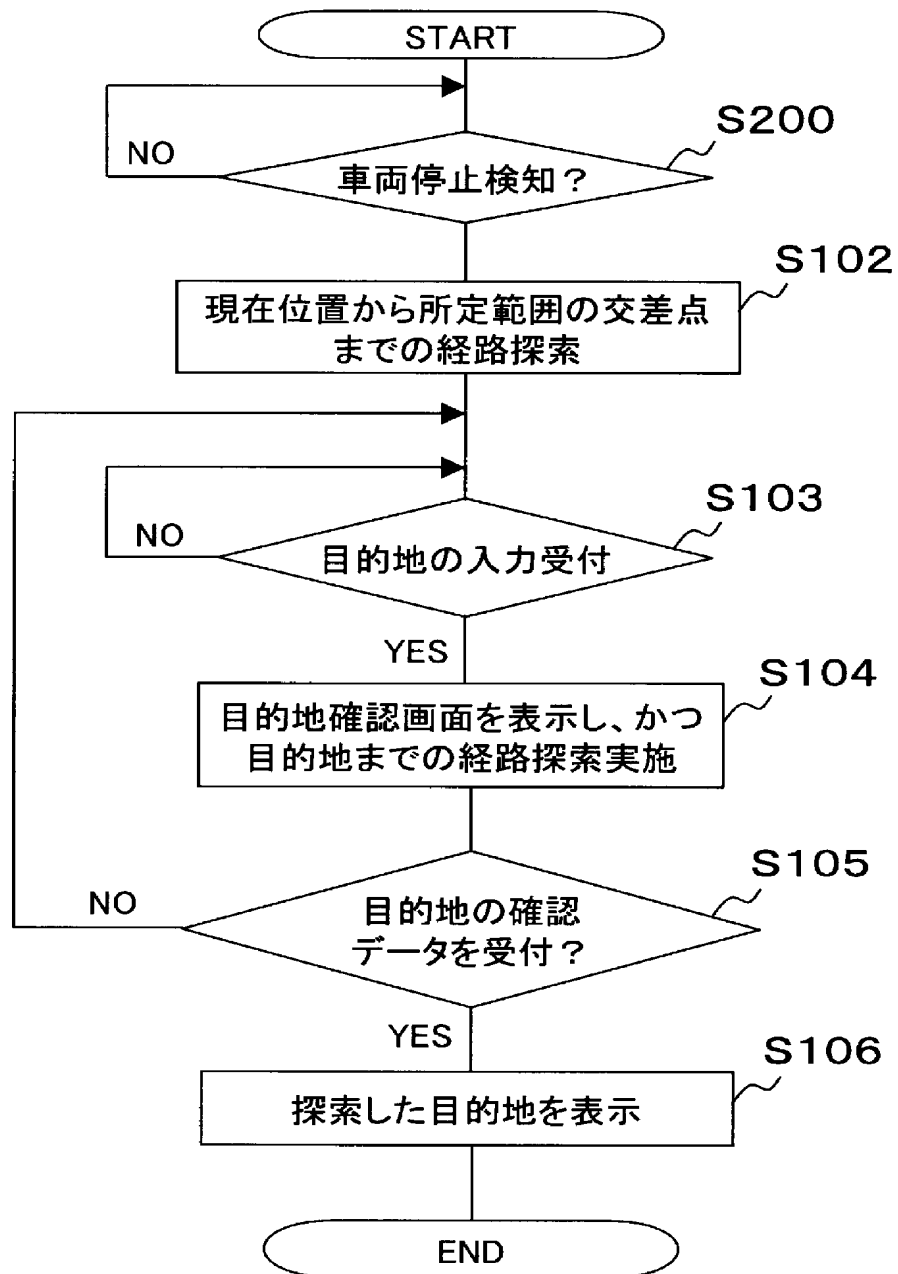 START
S200
NO
車両停止検知？
S102
現在位置から所定範囲の交差点
までの経路探索
S103
NO
目的地の入力受付
YES
S104
目的地確認画面を表示し、かつ
目的地までの経路探索実施
S105
NO
目的地の確認
データを受付？
YES
S106
探索した目的地を表示
END